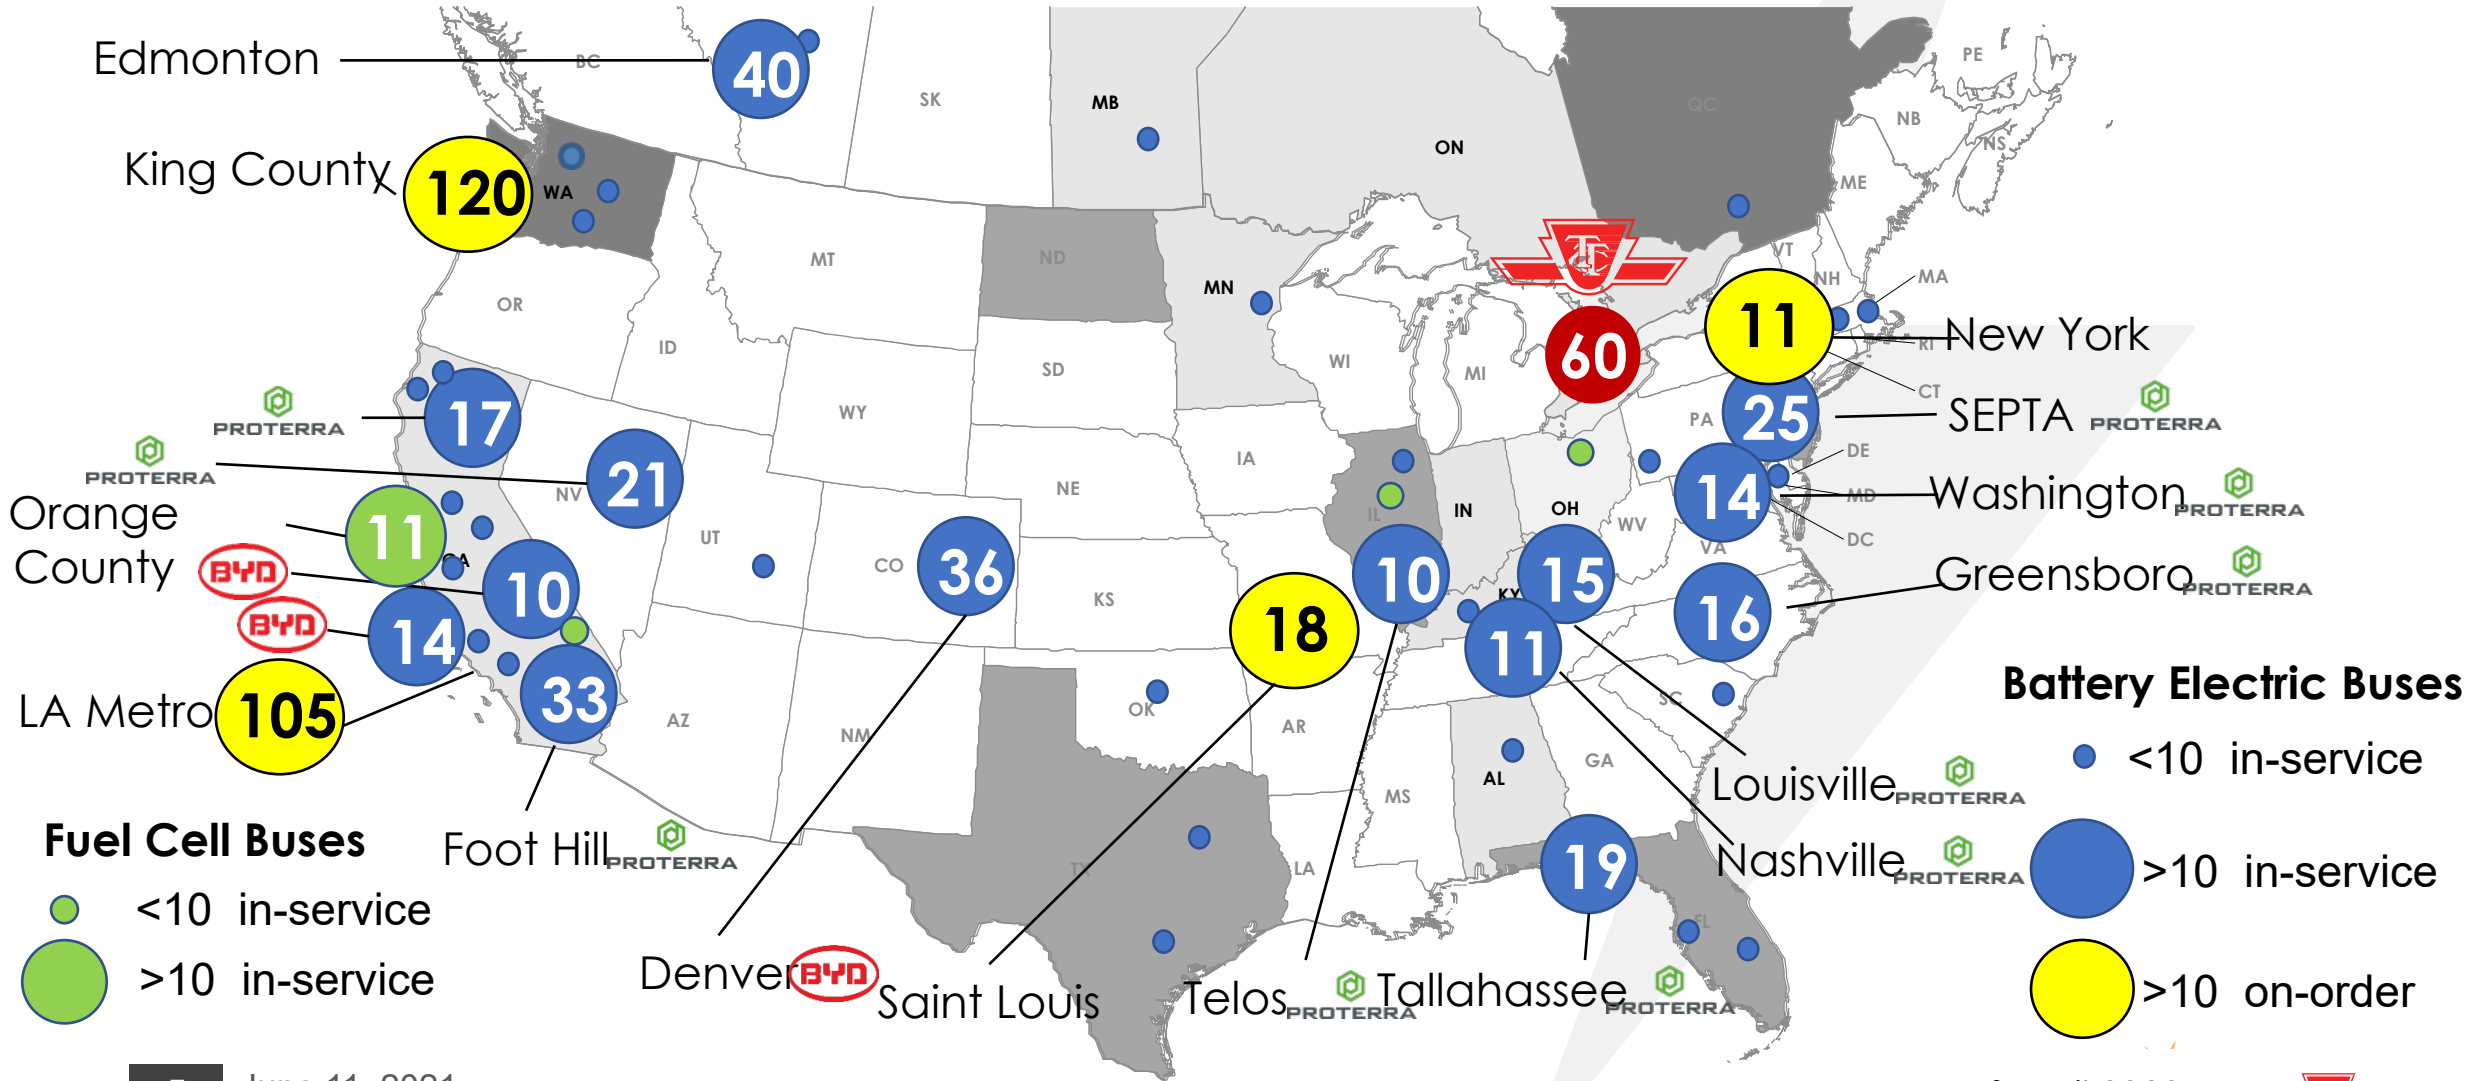 Edmonton
BC
40
SK
MB
ON
QC
PE
NB
NS
ME
King County
120
WA
MT
ND
MN
VT
NH
MA
OR
ID
SD
WI
MI
TTC
60
11
New York
RI
CT
WY
PROTERRA
17
PA
25
SEPTA
PROTERRA
PROTERRA
21
NV
IA
NE
DE
14
MD
Washington
PROTERRA
Orange
County
11
CA
UT
CO
36
IL
IN
OH
WV
VA
DC
BYD
10
KS
10
KY
15
Greensboro
PROTERRA
BYD
14
18
11
16
LA Metro
105
33
AZ
NM
OK
AR
SC
Battery Electric Buses
<10 in-service
>10 in-service
>10 on-order
AL
GA
MS
LA
TX
FL
Louisville
PROTERRA
Nashville
PROTERRA
19
Fuel Cell Buses
<10 in-service
>10 in-service
Foot Hill
PROTERRA
Denver
BYD
Saint Louis
Telos
PROTERRA
Tallahassee
PROTERRA
June 11, 2021